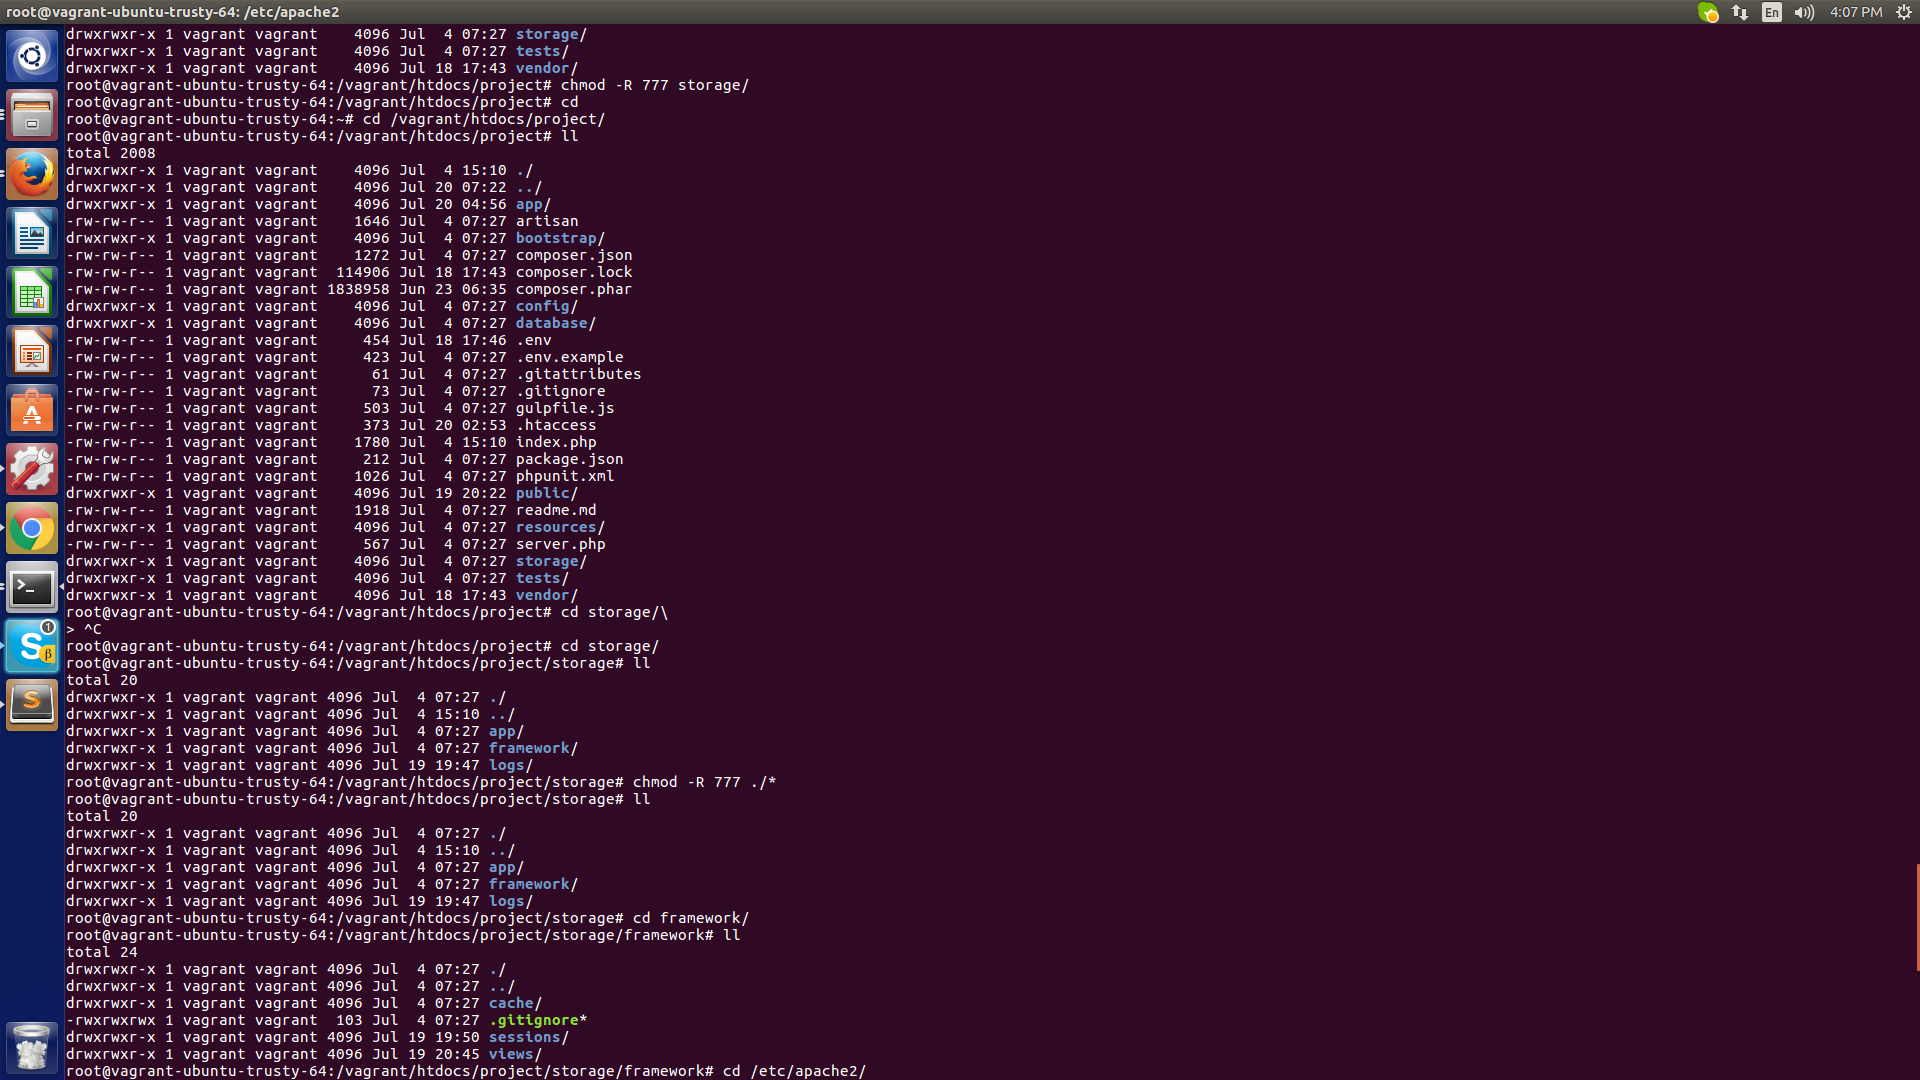 root@vagrant-ubuntu-trusty-64: /etc/apache2
En
4:07 PM
drwxrwxr-x 1 vagrant vagrant    4096 Jul  4 07:27 storage/
drwxrwxr-x 1 vagrant vagrant    4096 Jul  4 07:27 tests/
drwxrwxr-x 1 vagrant vagrant    4096 Jul 18 17:43 vendor/
root@vagrant-ubuntu-trusty-64:/vagrant/htdocs/project# chmod -R 777 storage/
root@vagrant-ubuntu-trusty-64:/vagrant/htdocs/project# cd
root@vagrant-ubuntu-trusty-64:~# cd /vagrant/htdocs/project/
root@vagrant-ubuntu-trusty-64:/vagrant/htdocs/project# ll
total 2008
drwxrwxr-x 1 vagrant vagrant    4096 Jul  4 15:10 ./
drwxrwxr-x 1 vagrant vagrant    4096 Jul 20 07:22 ../
drwxrwxr-x 1 vagrant vagrant    4096 Jul 20 04:56 app/
-rw-rw-r-- 1 vagrant vagrant    1646 Jul  4 07:27 artisan
drwxrwxr-x 1 vagrant vagrant    4096 Jul  4 07:27 bootstrap/
-rw-rw-r-- 1 vagrant vagrant    1272 Jul  4 07:27 composer.json
-rw-rw-r-- 1 vagrant vagrant  114906 Jul 18 17:43 composer.lock
-rw-rw-r-- 1 vagrant vagrant 1838958 Jun 23 06:35 composer.phar
drwxrwxr-x 1 vagrant vagrant    4096 Jul  4 07:27 config/
drwxrwxr-x 1 vagrant vagrant    4096 Jul  4 07:27 database/
-rw-rw-r-- 1 vagrant vagrant     454 Jul 18 17:46 .env
-rw-rw-r-- 1 vagrant vagrant     423 Jul  4 07:27 .env.example
-rw-rw-r-- 1 vagrant vagrant      61 Jul  4 07:27 .gitattributes
-rw-rw-r-- 1 vagrant vagrant      73 Jul  4 07:27 .gitignore
-rw-rw-r-- 1 vagrant vagrant     503 Jul  4 07:27 gulpfile.js
-rw-rw-r-- 1 vagrant vagrant     373 Jul 20 02:53 .htaccess
-rw-rw-r-- 1 vagrant vagrant    1780 Jul  4 15:10 index.php
-rw-rw-r-- 1 vagrant vagrant     212 Jul  4 07:27 package.json
-rw-rw-r-- 1 vagrant vagrant    1026 Jul  4 07:27 phpunit.xml
drwxrwxr-x 1 vagrant vagrant    4096 Jul 19 20:22 public/
-rw-rw-r-- 1 vagrant vagrant    1918 Jul  4 07:27 readme.md
drwxrwxr-x 1 vagrant vagrant    4096 Jul  4 07:27 resources/
-rw-rw-r-- 1 vagrant vagrant     567 Jul  4 07:27 server.php
drwxrwxr-x 1 vagrant vagrant    4096 Jul  4 07:27 storage/
drwxrwxr-x 1 vagrant vagrant    4096 Jul  4 07:27 tests/
drwxrwxr-x 1 vagrant vagrant    4096 Jul 18 17:43 vendor/
root@vagrant-ubuntu-trusty-64:/vagrant/htdocs/project# cd storage/\
> ^C
root@vagrant-ubuntu-trusty-64:/vagrant/htdocs/project# cd storage/
root@vagrant-ubuntu-trusty-64:/vagrant/htdocs/project/storage# ll
total 20
drwxrwxr-x 1 vagrant vagrant 4096 Jul  4 07:27 ./
drwxrwxr-x 1 vagrant vagrant 4096 Jul  4 15:10 ../
drwxrwxr-x 1 vagrant vagrant 4096 Jul  4 07:27 app/
drwxrwxr-x 1 vagrant vagrant 4096 Jul  4 07:27 framework/
drwxrwxr-x 1 vagrant vagrant 4096 Jul 19 19:47 logs/
root@vagrant-ubuntu-trusty-64:/vagrant/htdocs/project/storage# chmod -R 777 ./*
root@vagrant-ubuntu-trusty-64:/vagrant/htdocs/project/storage# ll
total 20
drwxrwxr-x 1 vagrant vagrant 4096 Jul  4 07:27 ./
drwxrwxr-x 1 vagrant vagrant 4096 Jul  4 15:10 ../
drwxrwxr-x 1 vagrant vagrant 4096 Jul  4 07:27 app/
drwxrwxr-x 1 vagrant vagrant 4096 Jul  4 07:27 framework/
drwxrwxr-x 1 vagrant vagrant 4096 Jul 19 19:47 logs/
root@vagrant-ubuntu-trusty-64:/vagrant/htdocs/project/storage# cd framework/
root@vagrant-ubuntu-trusty-64:/vagrant/htdocs/project/storage/framework# ll
total 24
drwxrwxr-x 1 vagrant vagrant 4096 Jul  4 07:27 ./
drwxrwxr-x 1 vagrant vagrant 4096 Jul  4 07:27 ../
drwxrwxr-x 1 vagrant vagrant 4096 Jul  4 07:27 cache/
-rwxrwxrwx 1 vagrant vagrant  103 Jul  4 07:27 .gitignore*
drwxrwxr-x 1 vagrant vagrant 4096 Jul 19 19:50 sessions/
drwxrwxr-x 1 vagrant vagrant 4096 Jul 19 20:45 views/
root@vagrant-ubuntu-trusty-64:/vagrant/htdocs/project/storage/framework# cd /etc/apache2/